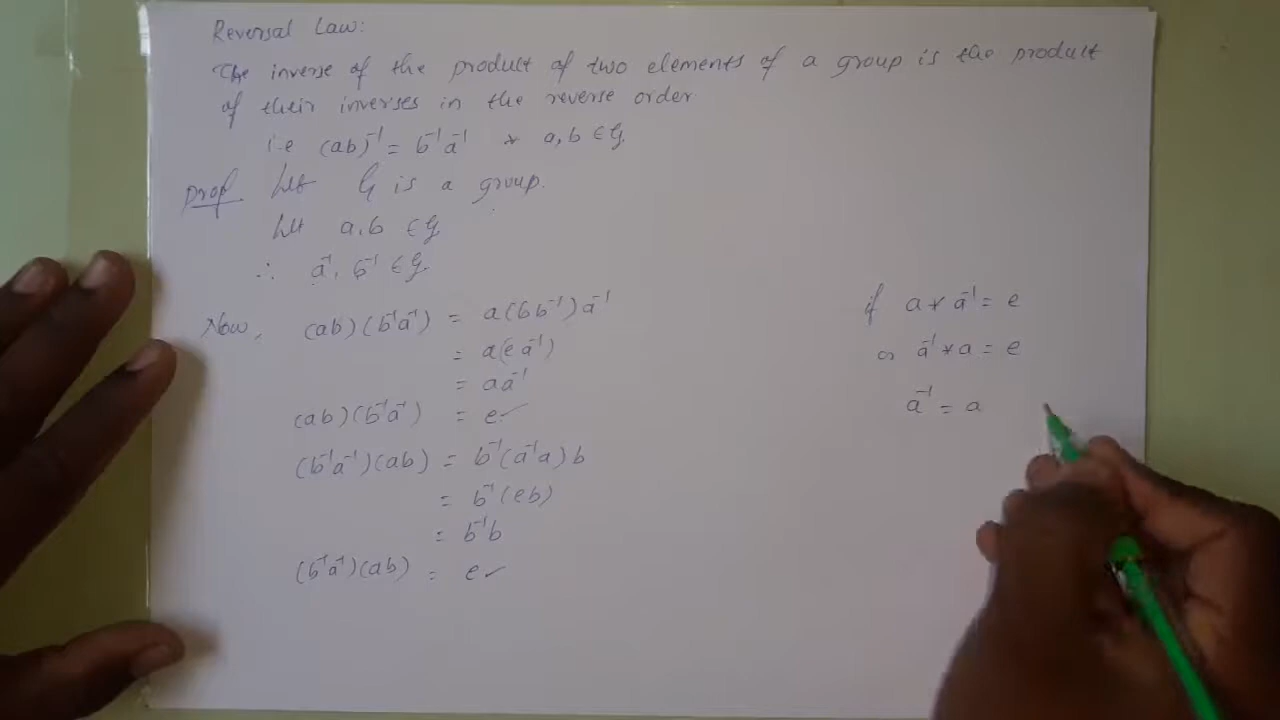 Reversal Law:
The inverse of the product of two elements of a group is the product
of their inverses in the reverse order
i.e (ab)⁻¹ = b⁻¹a⁻¹ ∀ a, b ∈ G.
Prof. Let G is a group.
Let a, b ∈ G
∴ a⁻¹, b⁻¹ ∈ G.
Now, (ab)(b⁻¹a⁻¹) = a(bb⁻¹)a⁻¹
= a(ea⁻¹)
= aa⁻¹
(ab)(b⁻¹a⁻¹) = e✓
(b⁻¹a⁻¹)(ab) = b⁻¹(a⁻¹a)b
= b⁻¹(eb)
= b⁻¹b
(b⁻¹a⁻¹)(ab) = e✓
if a * a⁻¹ = e
or a⁻¹ * a = e
a⁻¹ = a